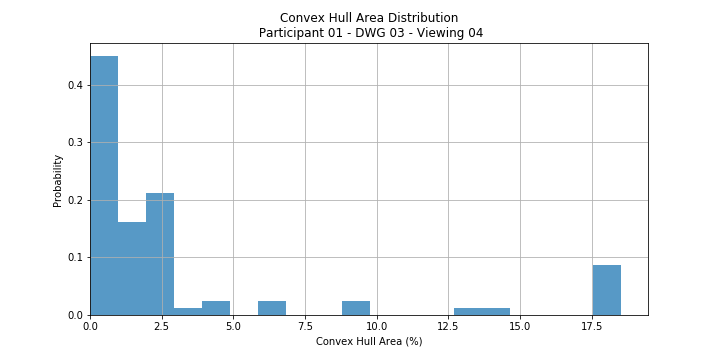 Convex Hull Area Distribution
Participant 01 - DWG 03 - Viewing 04
0.4
0.3
0.2
0.1
0.0
Probability
0.0 2.5 5.0 7.5 10.0 12.5 15.0 17.5
Convex Hull Area (%)